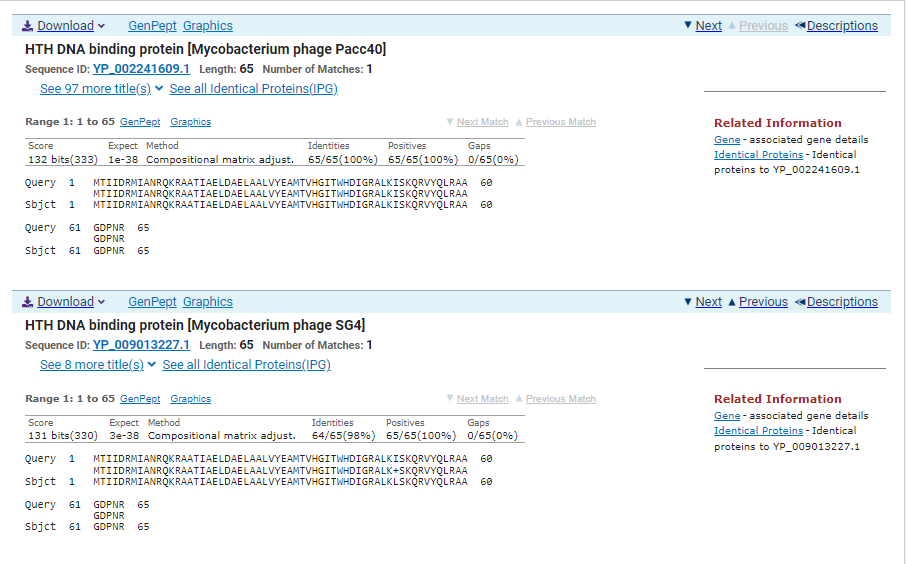 Download GenPept Graphics Next Previous Descriptions
HTH DNA binding protein [Mycobacterium phage Pacc40]
Sequence ID: YP_002241609.1 Length: 65 Number of Matches: 1
See 97 more title(s) See all Identical Proteins(IPG)
Range 1: 1 to 65 GenPept Graphics Next Match Previous Match
Score Expect Method Identities Positives Gaps
132 bits(333) 1e-38 Compositional matrix adjust. 65/65(100%) 65/65(100%) 0/65(0%)
Query 1 MTIIDRMIANRQKRAATIAELDAELAALVYEAMTVHGITWHDIGRALKISKQRVYQLRAA 60
MTIIDRMIANRQKRAATIAELDAELAALVYEAMTVHGITWHDIGRALKISKQRVYQLRAA
Sbjct 1 MTIIDRMIANRQKRAATIAELDAELAALVYEAMTVHGITWHDIGRALKISKQRVYQLRAA 60
Query 61 GDPNR 65
GDPNR
Sbjct 61 GDPNR 65
Related Information
Gene - associated gene details
Identical Proteins - Identical
proteins to YP_002241609.1
Download GenPept Graphics Next Previous Descriptions
HTH DNA binding protein [Mycobacterium phage SG4]
Sequence ID: YP_009013227.1 Length: 65 Number of Matches: 1
See 8 more title(s) See all Identical Proteins(IPG)
Range 1: 1 to 65 GenPept Graphics Next Match Previous Match
Score Expect Method Identities Positives Gaps
131 bits(330) 3e-38 Compositional matrix adjust. 64/65(98%) 65/65(100%) 0/65(0%)
Query 1 MTIIDRMIANRQKRAATIAELDAELAALVYEAMTVHGITWHDIGRALKISKQRVYQLRAA 60
MTIIDRMIANRQKRAATIAELDAELAALVYEAMTVHGITWHDIGRALK+SKQRVYQLRAA
Sbjct 1 MTIIDRMIANRQKRAATIAELDAELAALVYEAMTVHGITWHDIGRALKLSKQRVYQLRAA 60
Query 61 GDPNR 65
GDPNR
Sbjct 61 GDPNR 65
Related Information
Gene - associated gene details
Identical Proteins - Identical
proteins to YP_009013227.1